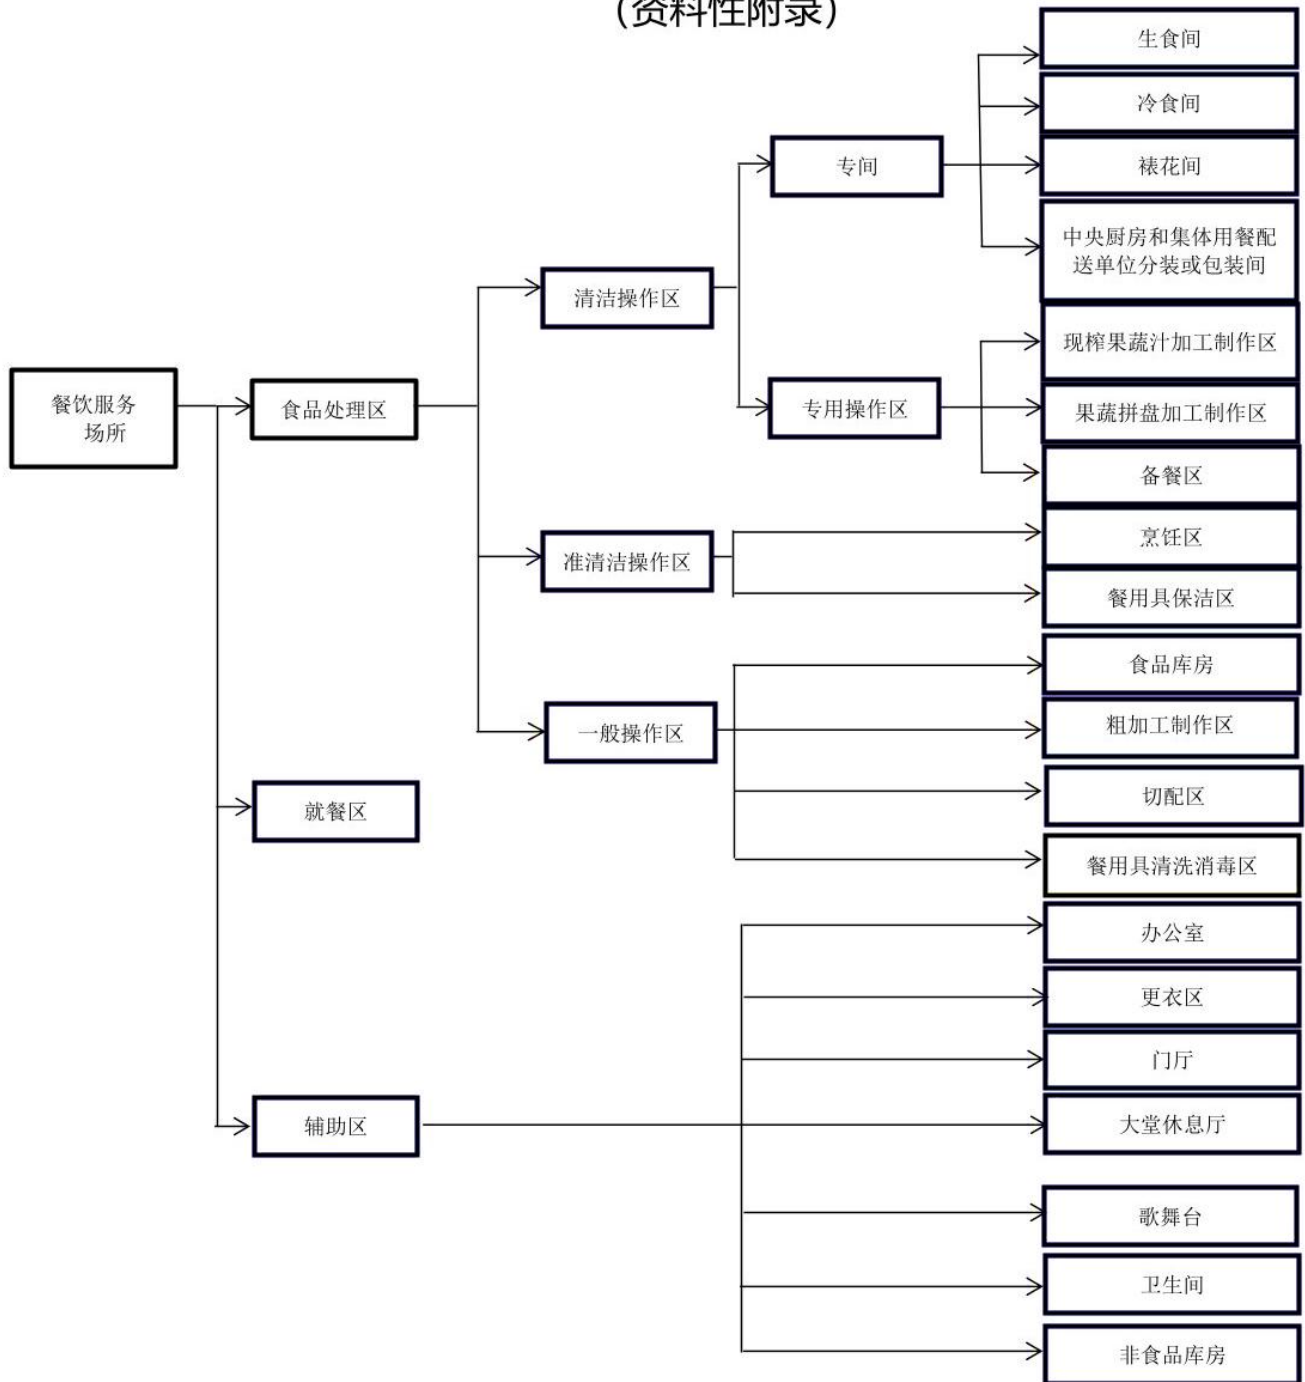 （资料性附录）
生食间
冷食间
专间
裱花间
中央厨房和集体用餐配
送单位分装或包装间
清洁操作区
现榨果蔬汁加工制作区
餐饮服务
场所
食品处理区
专用操作区
果蔬拼盘加工制作区
备餐区
烹饪区
准清洁操作区
餐用具保洁区
食品库房
一般操作区
粗加工制作区
切配区
就餐区
餐用具清洗消毒区
办公室
更衣区
门厅
辅助区
大堂休息厅
歌舞台
卫生间
非食品库房